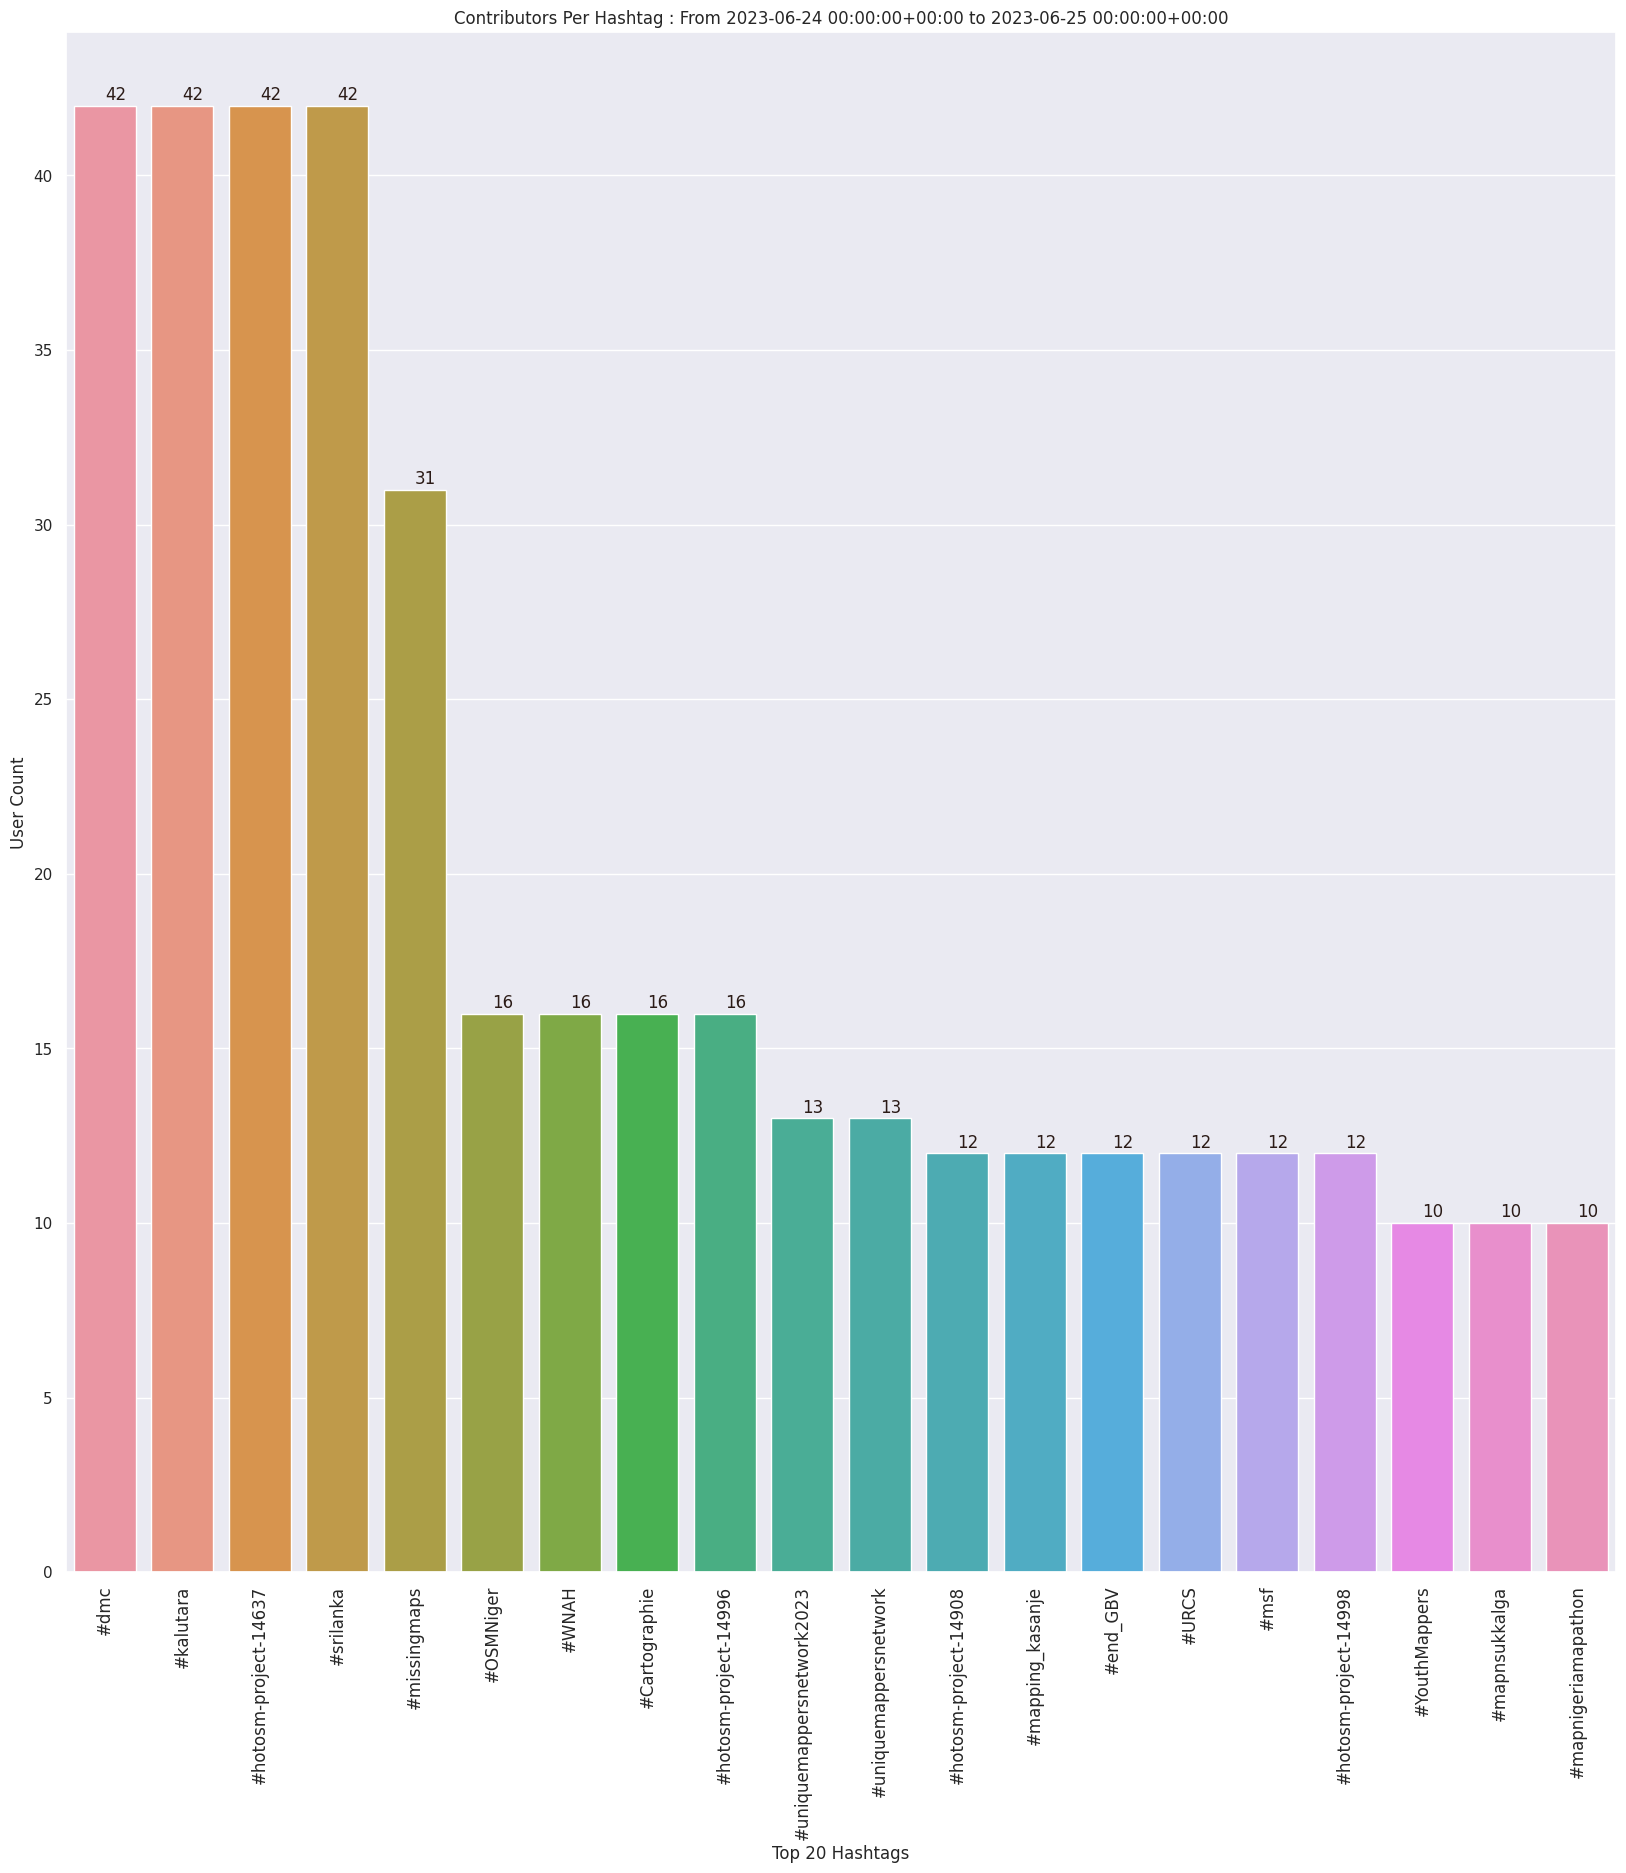 Contributors Per Hashtag : From 2023-06-24 00:00:00+00:00 to 2023-06-25 00:00:00+00:00
User Count
40
35
30
25
20
15
10
5
0
42
42
42
42
31
16
16
16
16
13
13
12
12
12
12
12
12
10
10
10
#dmc
#kalutara
#hotosm-project-14637
#srilanka
#missingmaps
#OSMNiger
#WNAH
#Cartographie
#hotosm-project-14996
#uniquemappersnetwork2023
#uniquemappersnetwork
#hotosm-project-14908
#mapping_kasanje
#end_GBV
#URCS
#msf
#hotosm-project-14998
#YouthMappers
#mapnsukkalga
#mapnigeriamapathon
Top 20 Hashtags